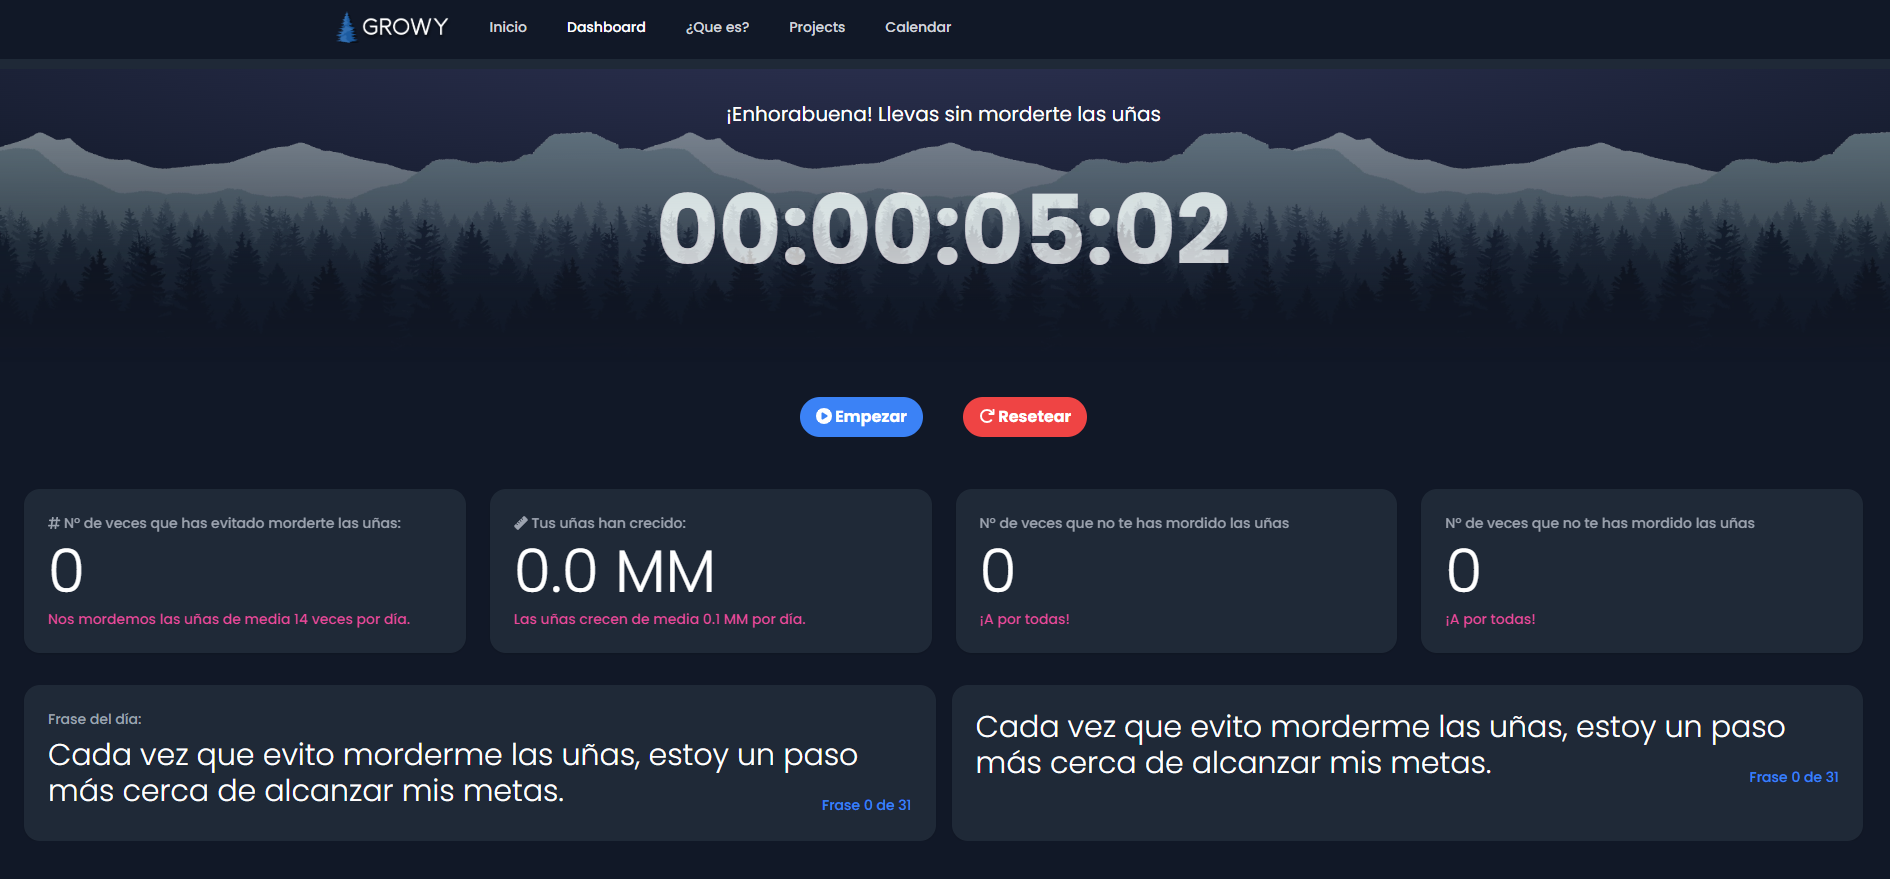 GROWY
Inicio
Dashboard
¿Que es?
Projects
Calendar
¡Enhorabuena! Llevas sin morderte las uñas
00:00:05:02
Empezar
Resetear
# Nº de veces que has evitado morderte las uñas:
0
Nos mordemos las uñas de media 14 veces por día.
Tus uñas han crecido:
0.0 MM
Las uñas crecen de media 0.1 MM por día.
Nº de veces que no te has mordido las uñas
0
¡A por todas!
Nº de veces que no te has mordido las uñas
0
¡A por todas!
Frase del día:
Cada vez que evito morderme las uñas, estoy un paso
más cerca de alcanzar mis metas.
Frase 0 de 31
Cada vez que evito morderme las uñas, estoy un paso
más cerca de alcanzar mis metas.
Frase 0 de 31